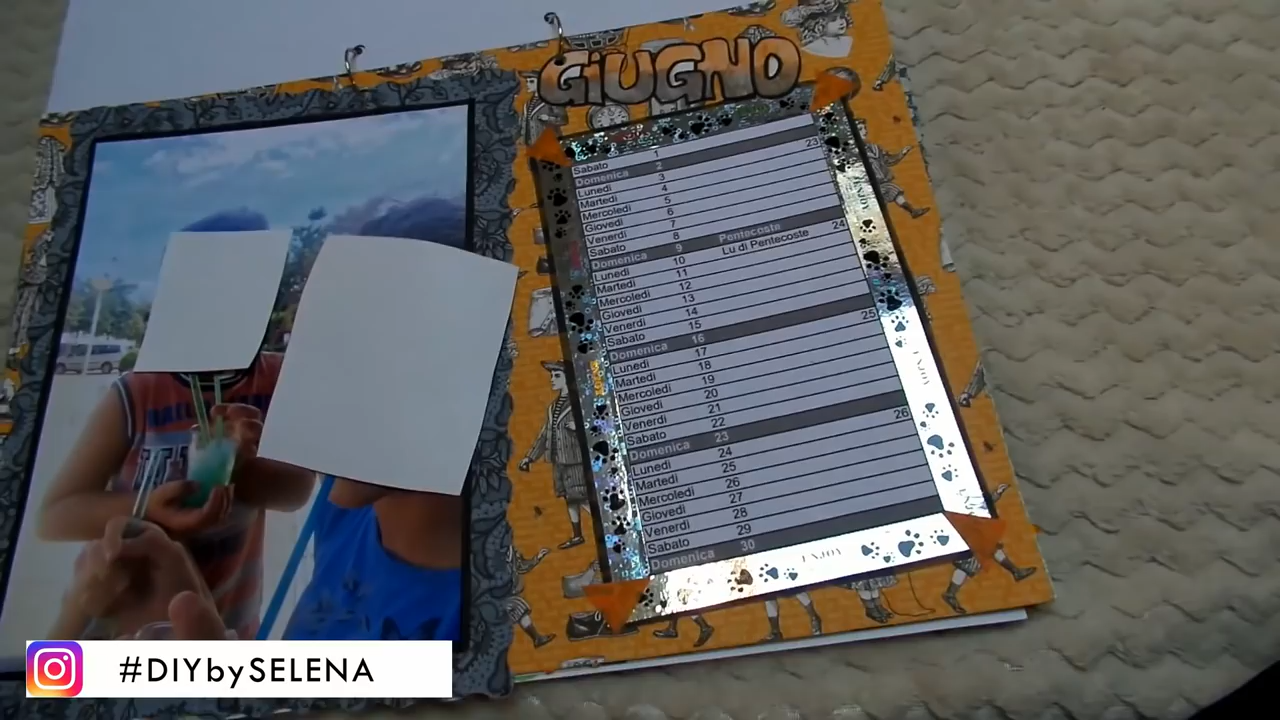 GiUGNO
Sabato 1
Domenica 2
Lunedì 3 23
Martedì 4
Mercoledì 5
Giovedì 6
Venerdì 7
Sabato 8
Domenica 9 Pentecoste
Lunedì 10 Lu di Pentecoste 24
Martedì 11
Mercoledì 12
Giovedì 13
Venerdì 14
Sabato 15
Domenica 16
Lunedì 17 25
Martedì 18
Mercoledì 19
Giovedì 20
Venerdì 21
Sabato 22
Domenica 23
Lunedì 24 26
Martedì 25
Mercoledì 26
Giovedì 27
Venerdì 28
Sabato 29
Domenica 30
ENJOY
ENJOY
ENJOY
#DIYbySELENA